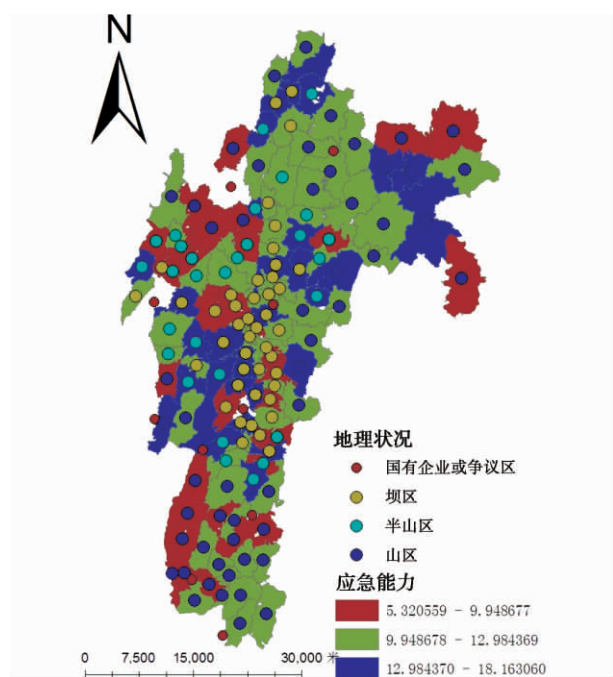 N
地理状况
国有企业或争议区
坝区
半山区
山区
应急能力
5.320559 - 9.948677
9.948678 - 12.984369
12.984370 - 18.163060
0 7,500 15,000 30,000 米